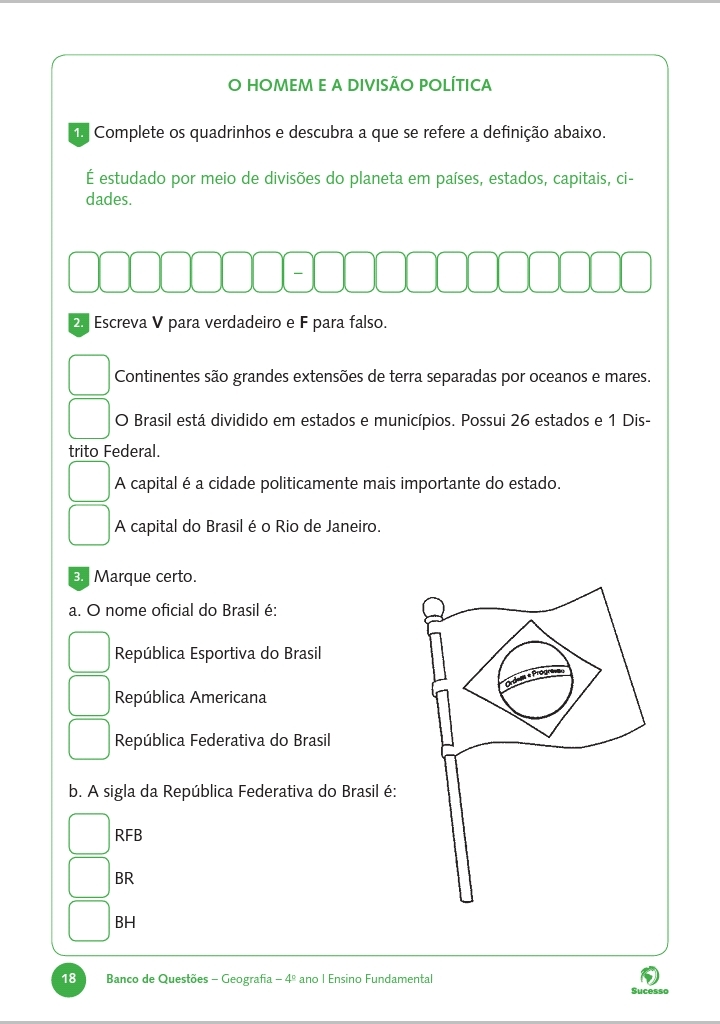 O HOMEM E A DIVISÃO POLÍTICA
1. Complete os quadrinhos e descubra a que se refere a definição abaixo.
É estudado por meio de divisões do planeta em países, estados, capitais, ci-
dades.
–
2. Escreva V para verdadeiro e F para falso.
Continentes são grandes extensões de terra separadas por oceanos e mares.
O Brasil está dividido em estados e municípios. Possui 26 estados e 1 Dis-
trito Federal.
A capital é a cidade politicamente mais importante do estado.
A capital do Brasil é o Rio de Janeiro.
3. Marque certo.
a. O nome oficial do Brasil é:
República Esportiva do Brasil
República Americana
República Federativa do Brasil
Ordem e Progresso
b. A sigla da República Federativa do Brasil é:
RFB
BR
BH
18 Banco de Questões – Geografia – 4º ano I Ensino Fundamental
Sucesso